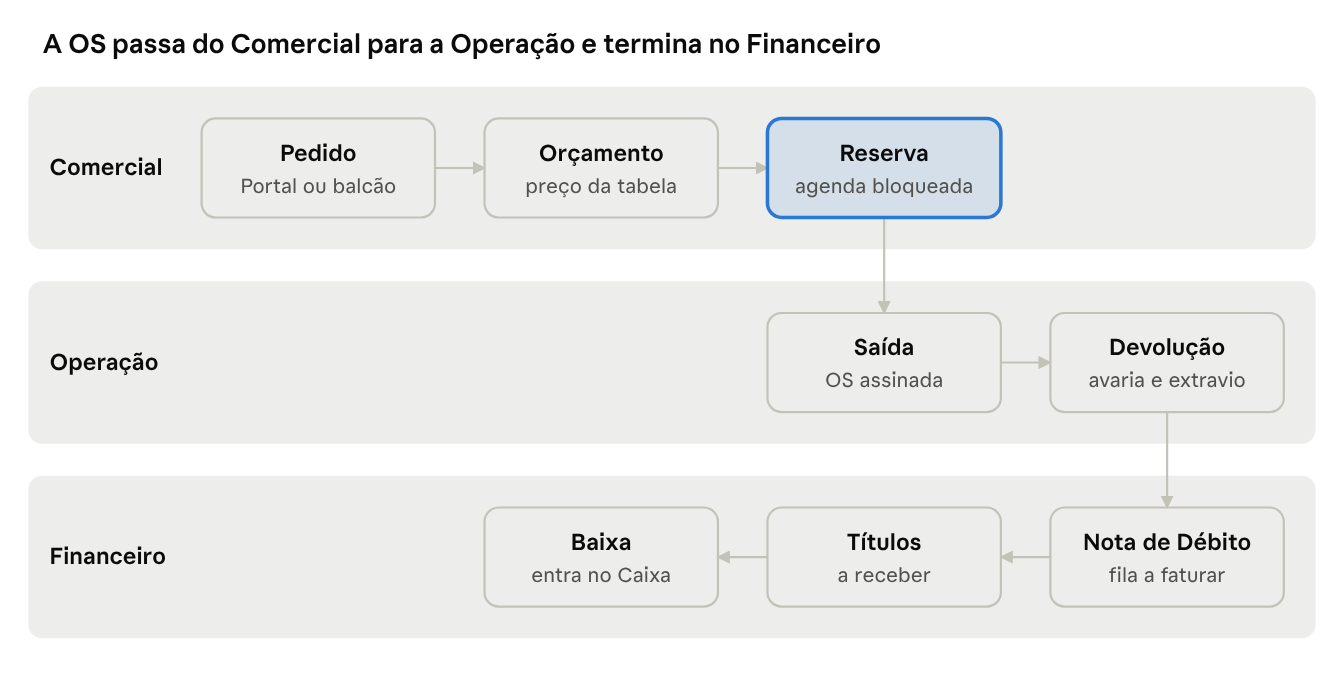 A OS passa do Comercial para a Operação e termina no Financeiro
Comercial
Pedido
Portal ou balcão
Orçamento
preço da tabela
Reserva
agenda bloqueada
Operação
Saída
OS assinada
Devolução
avaria e extravio
Financeiro
Baixa
entra no Caixa
Títulos
a receber
Nota de Débito
fila a faturar